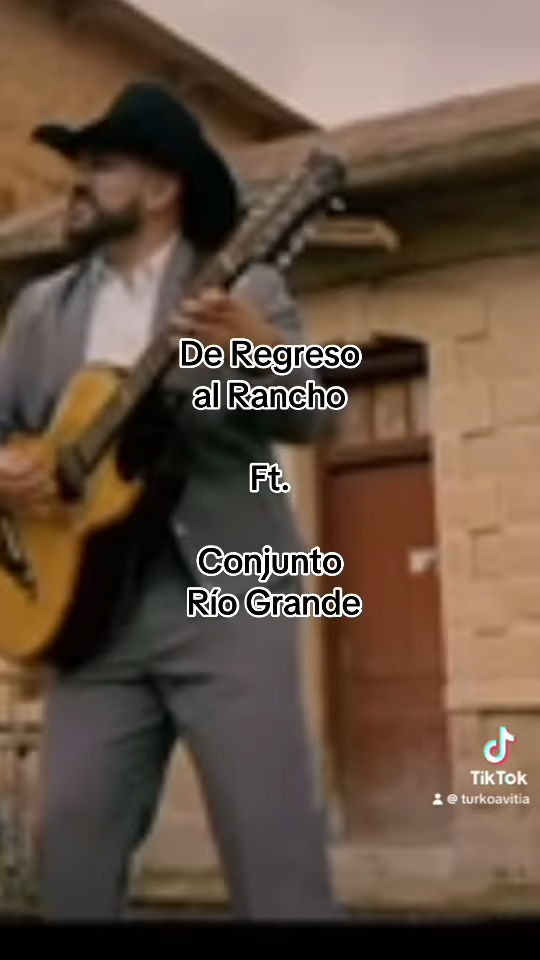 De Regreso
al Rancho
Ft.
Conjunto
Río Grande
TikTok
@ turkoavitia